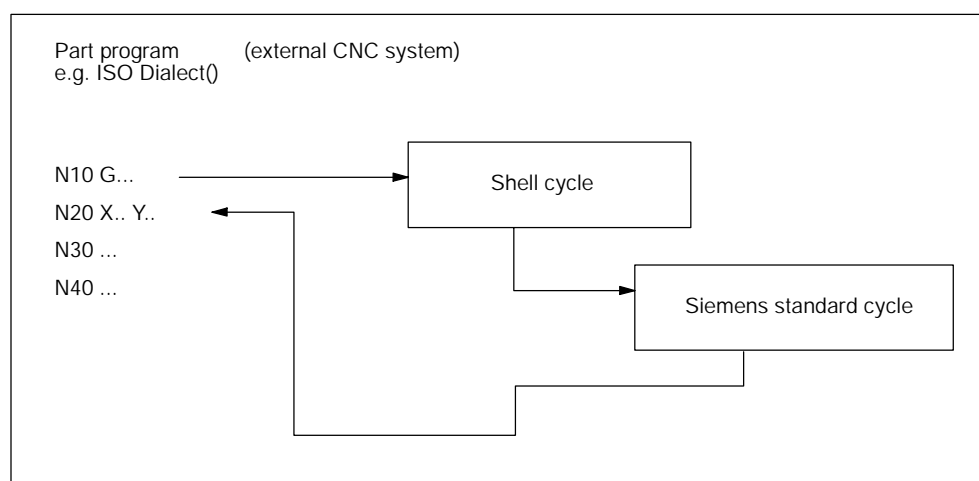 Part program (external CNC system)
e.g. ISO Dialect()
N10 G...
Shell cycle
N20 X.. Y..
N30 ...
N40 ...
Siemens standard cycle